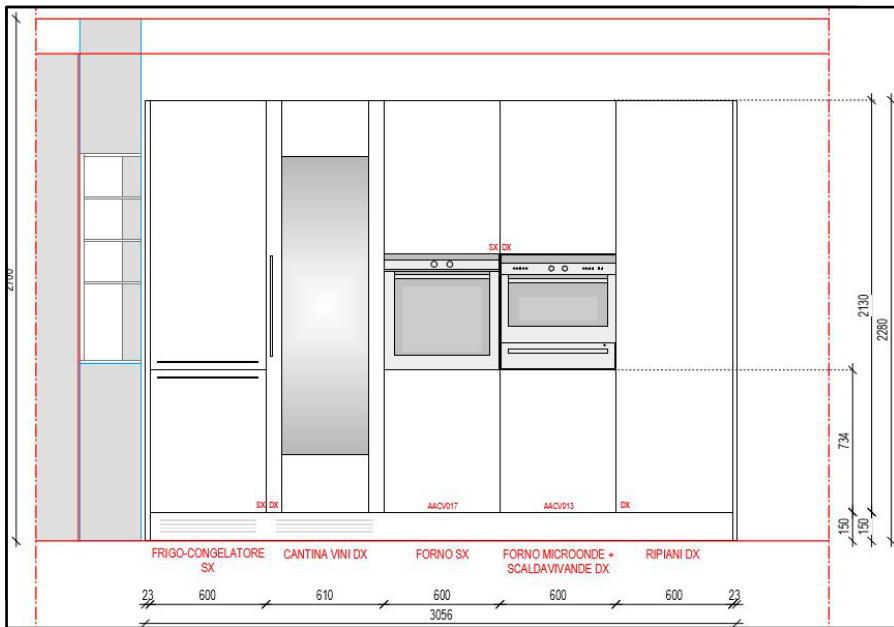 SX DX
2700
2130
2280
734
SX DX
AACV017
AACV013
DX
150
150
FRIGO-CONGELATORE
SX
CANTINA VINI DX
FORNO SX
FORNO MICROONDE +
SCALDAVIVANDE DX
RIPIANI DX
23
600
610
600
600
600
23
3056